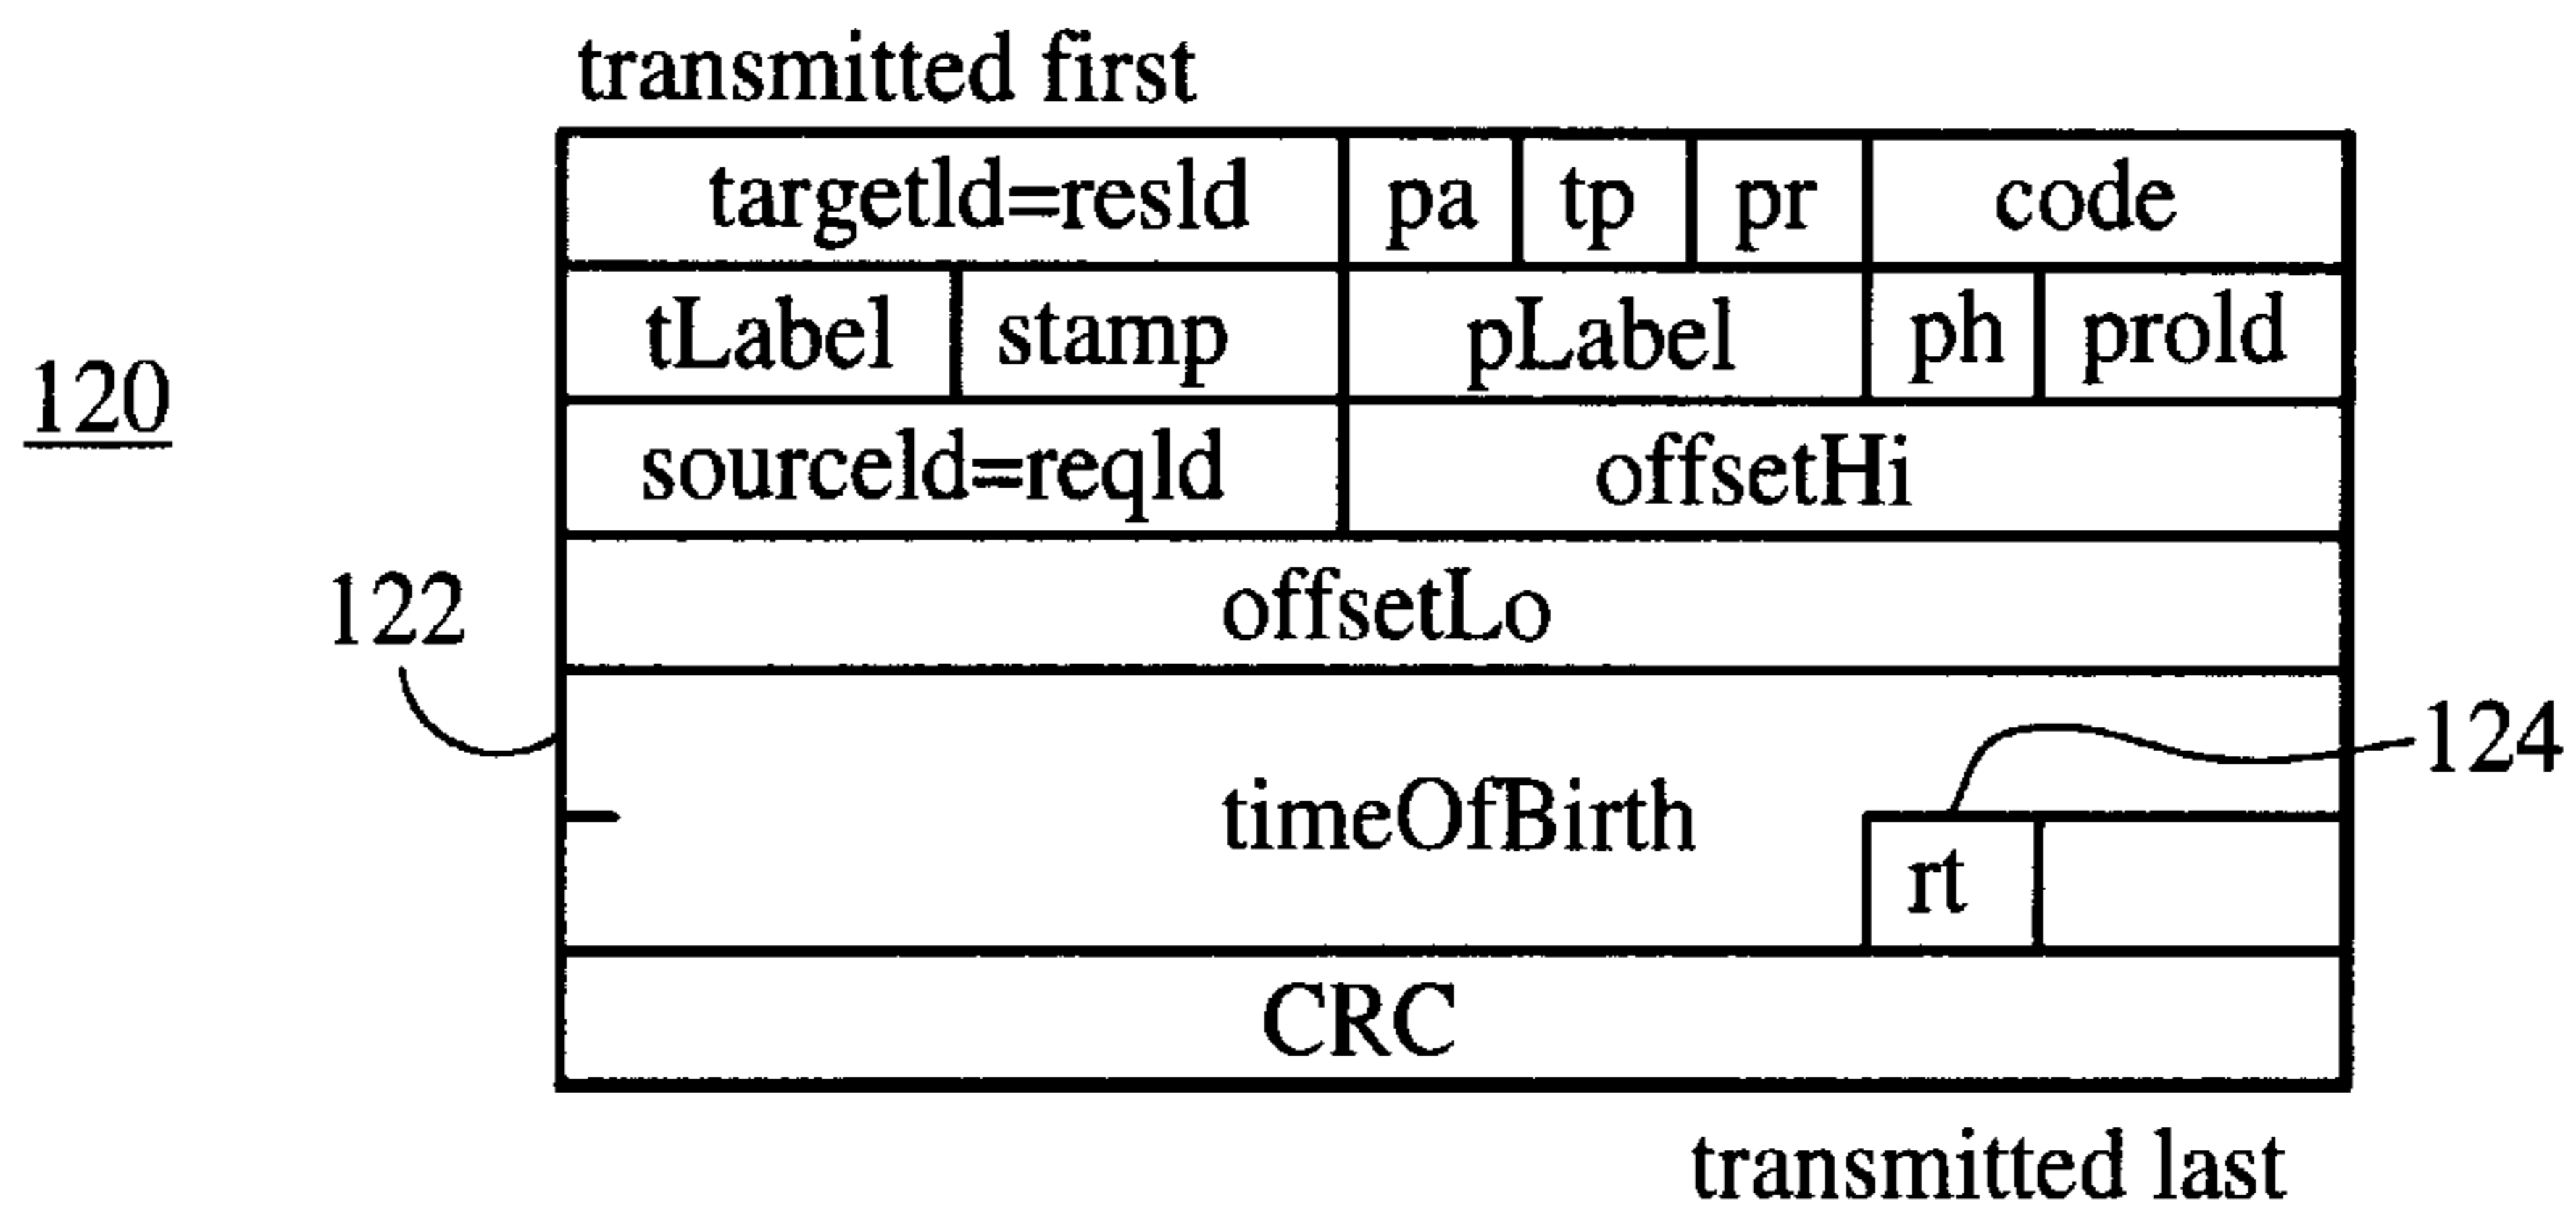 transmitted first
targetId=resId pa tp pr code
tLabel stamp pLabel ph proId
120
sourceId=reqId offsetHi
122 offsetLo
124
timeOfBirth
rt
CRC
transmitted last